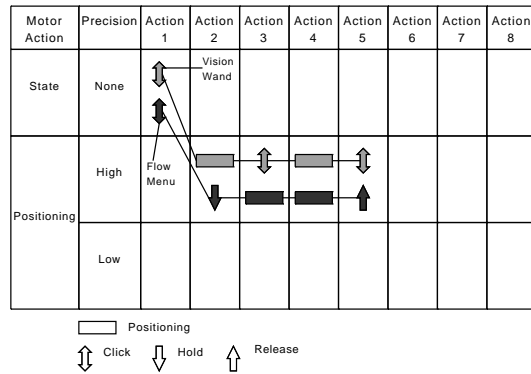 Motor Action
Precision
Action 1
Action 2
Action 3
Action 4
Action 5
Action 6
Action 7
Action 8
State
None
Vision
Wand
Flow
Menu
Positioning
High
Low
Positioning
Click
Hold
Release